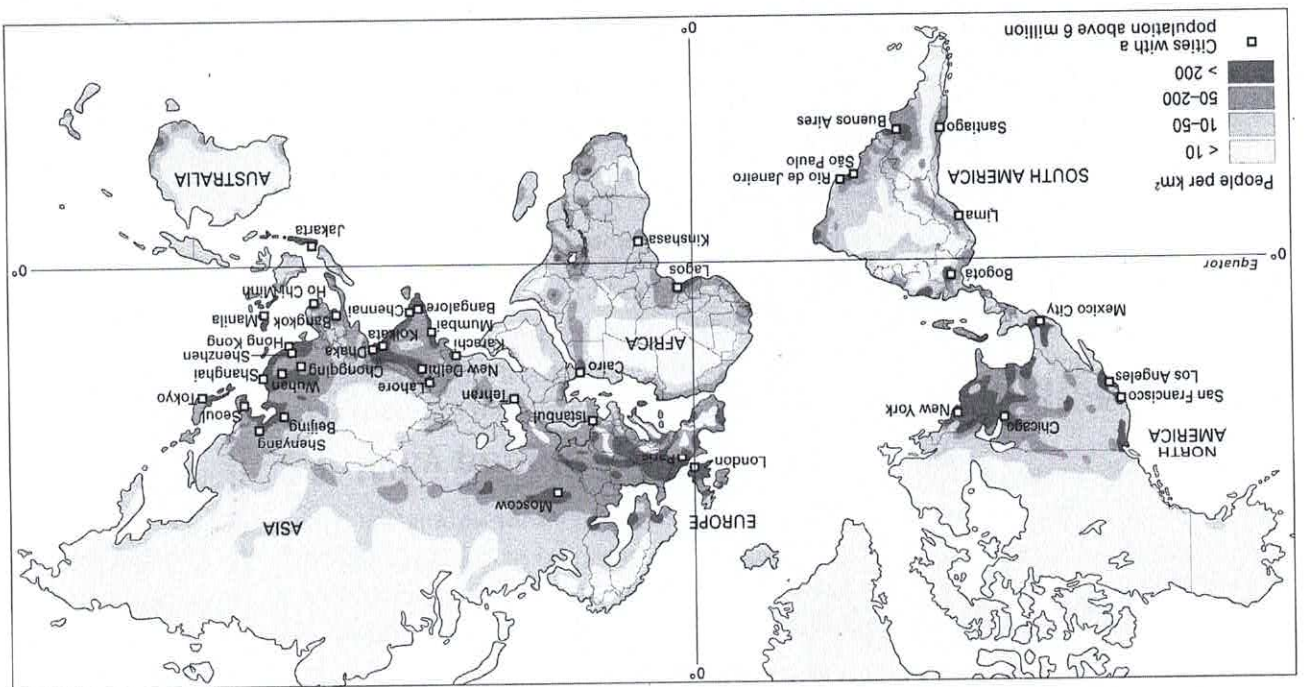 0°
ASIA
EUROPE
Moscow
NORTH
AMERICA
London
Paris
Chicago
New York
San Francisco
Los Angeles
Istanbul
Tehran
Cairo
Shenyang
Beijing
Seoul
Tokyo
Lahore
New Delhi
Karachi
Mumbai
Bangalore
Chennai
Kolkata
Dhaka
Chongqing
Wuhan
Shanghai
Shenzhen
Hong Kong
Manila
Bangkok
Ho Chi Minh
AFRICA
Mexico City
Bogotá
Lagos
Equator
0°
0°
Kinshasa
Jakarta
Lima
SOUTH AMERICA
Rio de Janeiro
São Paulo
Santiago
Buenos Aires
AUSTRALIA
People per km²
< 10
10–50
50–200
> 200
Cities with a
population above 6 million
0°